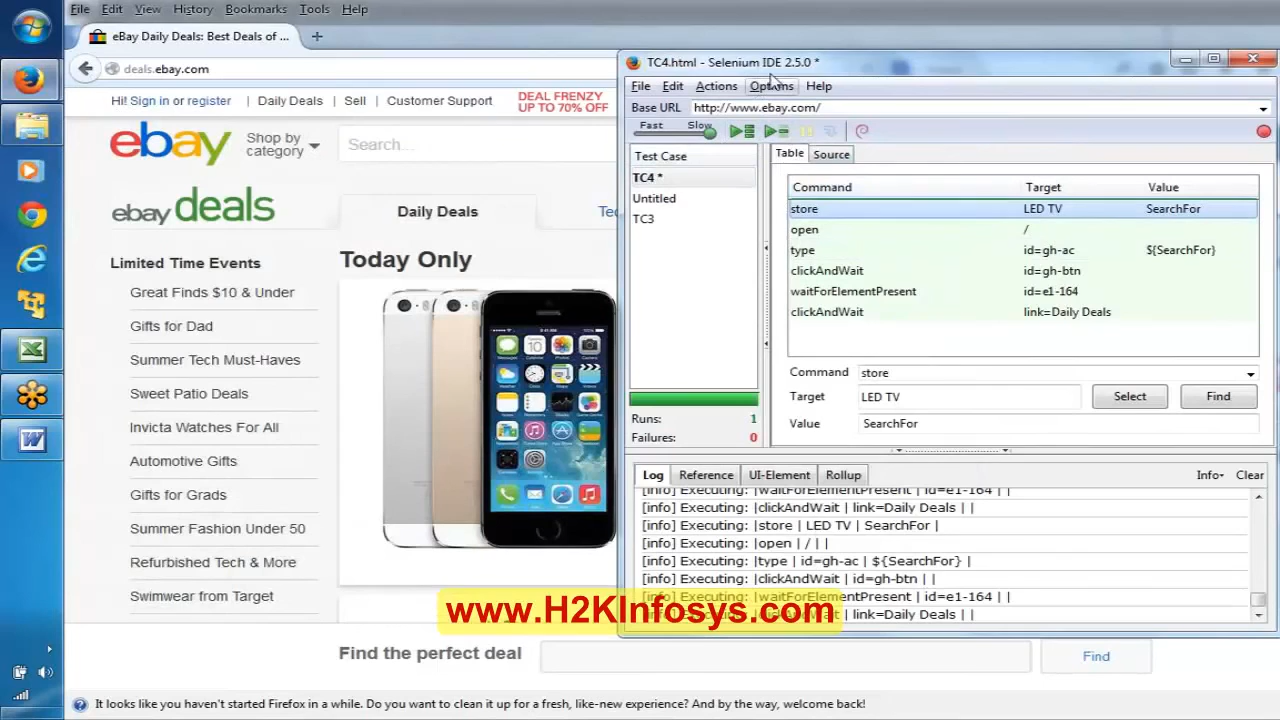 File Edit View History Bookmarks Tools Help
eBay Daily Deals: Best Deals of ...
deals.ebay.com
Hi! Sign in or register Daily Deals Sell Customer Support DEAL FRENZY UP TO 70% OFF
ebay Shop by category Search...
ebay deals
Daily Deals Tec
Limited Time Events
Great Finds $10 & Under
Gifts for Dad
Summer Tech Must-Haves
Sweet Patio Deals
Invicta Watches For All
Automotive Gifts
Gifts for Grads
Summer Fashion Under 50
Refurbished Tech & More
Swimwear from Target
Today Only
TC4.html - Selenium IDE 2.5.0 *
File Edit Actions Options Help
Base URL http://www.ebay.com/
Fast Slow
Test Case
TC4 *
Untitled
TC3
Runs: 1
Failures: 0
Table Source
Command Target Value
store LED TV SearchFor
open /
type id=gh-ac ${SearchFor}
clickAndWait id=gh-btn
waitForElementPresent id=e1-164
clickAndWait link=Daily Deals
Command store
Target LED TV Select Find
Value SearchFor
Log Reference UI-Element Rollup Info Clear
[info] Executing: |waitForElementPresent | id=e1-164 | |
[info] Executing: |clickAndWait | link=Daily Deals | |
[info] Executing: |store | LED TV | SearchFor |
[info] Executing: |open | / | |
[info] Executing: |type | id=gh-ac | ${SearchFor} |
[info] Executing: |clickAndWait | id=gh-btn | |
[info] Executing: |waitForElementPresent | id=e1-164 | |
[info] Executing: |clickAndWait | link=Daily Deals | |
www.H2KInfosys.com
Find the perfect deal Find
It looks like you haven't started Firefox in a while. Do you want to clean it up for a fresh, like-new experience? And by the way, welcome back!